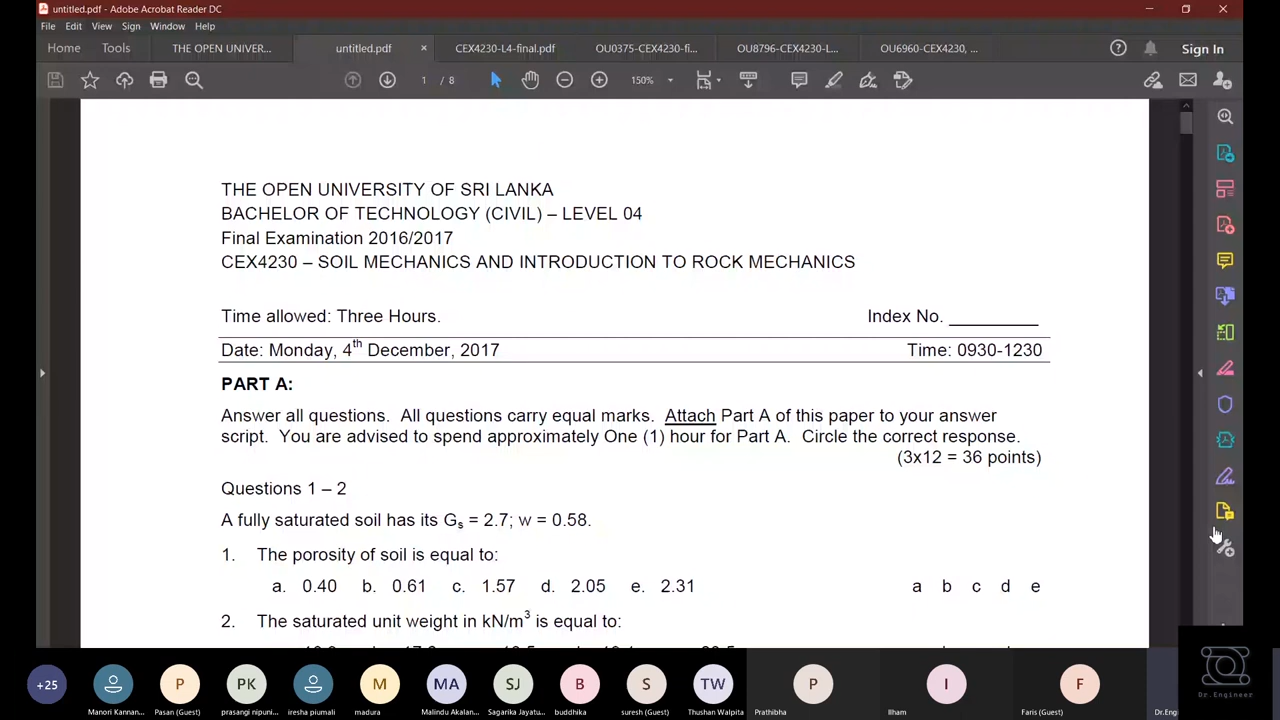 untitled.pdf - Adobe Acrobat Reader DC
File Edit View Sign Window Help
Home Tools THE OPEN UNIVER... untitled.pdf × CEX4230-L4-final.pdf OU0375-CEX4230-fi... OU8796-CEX4230-L... OU6960-CEX4230, ... Sign In
1 / 8 150%
THE OPEN UNIVERSITY OF SRI LANKA
BACHELOR OF TECHNOLOGY (CIVIL) – LEVEL 04
Final Examination 2016/2017
CEX4230 – SOIL MECHANICS AND INTRODUCTION TO ROCK MECHANICS
Time allowed: Three Hours. Index No. _________
Date: Monday, 4th December, 2017 Time: 0930-1230
PART A:
Answer all questions. All questions carry equal marks. Attach Part A of this paper to your answer
script. You are advised to spend approximately One (1) hour for Part A. Circle the correct response.
(3x12 = 36 points)
Questions 1 – 2
A fully saturated soil has its Gs = 2.7; w = 0.58.
1. The porosity of soil is equal to:
a. 0.40 b. 0.61 c. 1.57 d. 2.05 e. 2.31 a b c d e
2. The saturated unit weight in kN/m3 is equal to:
+25 P PK M MA SJ B S TW P I F
Manori Kannan... Pasan (Guest) prasangi nipuni... iresha piumali madura Malindu Akalan... Sagarika Jayatu... buddhika suresh (Guest) Thushan Walpita Prathibha Ilham Faris (Guest) Dr.Eng
Dr.Engineer